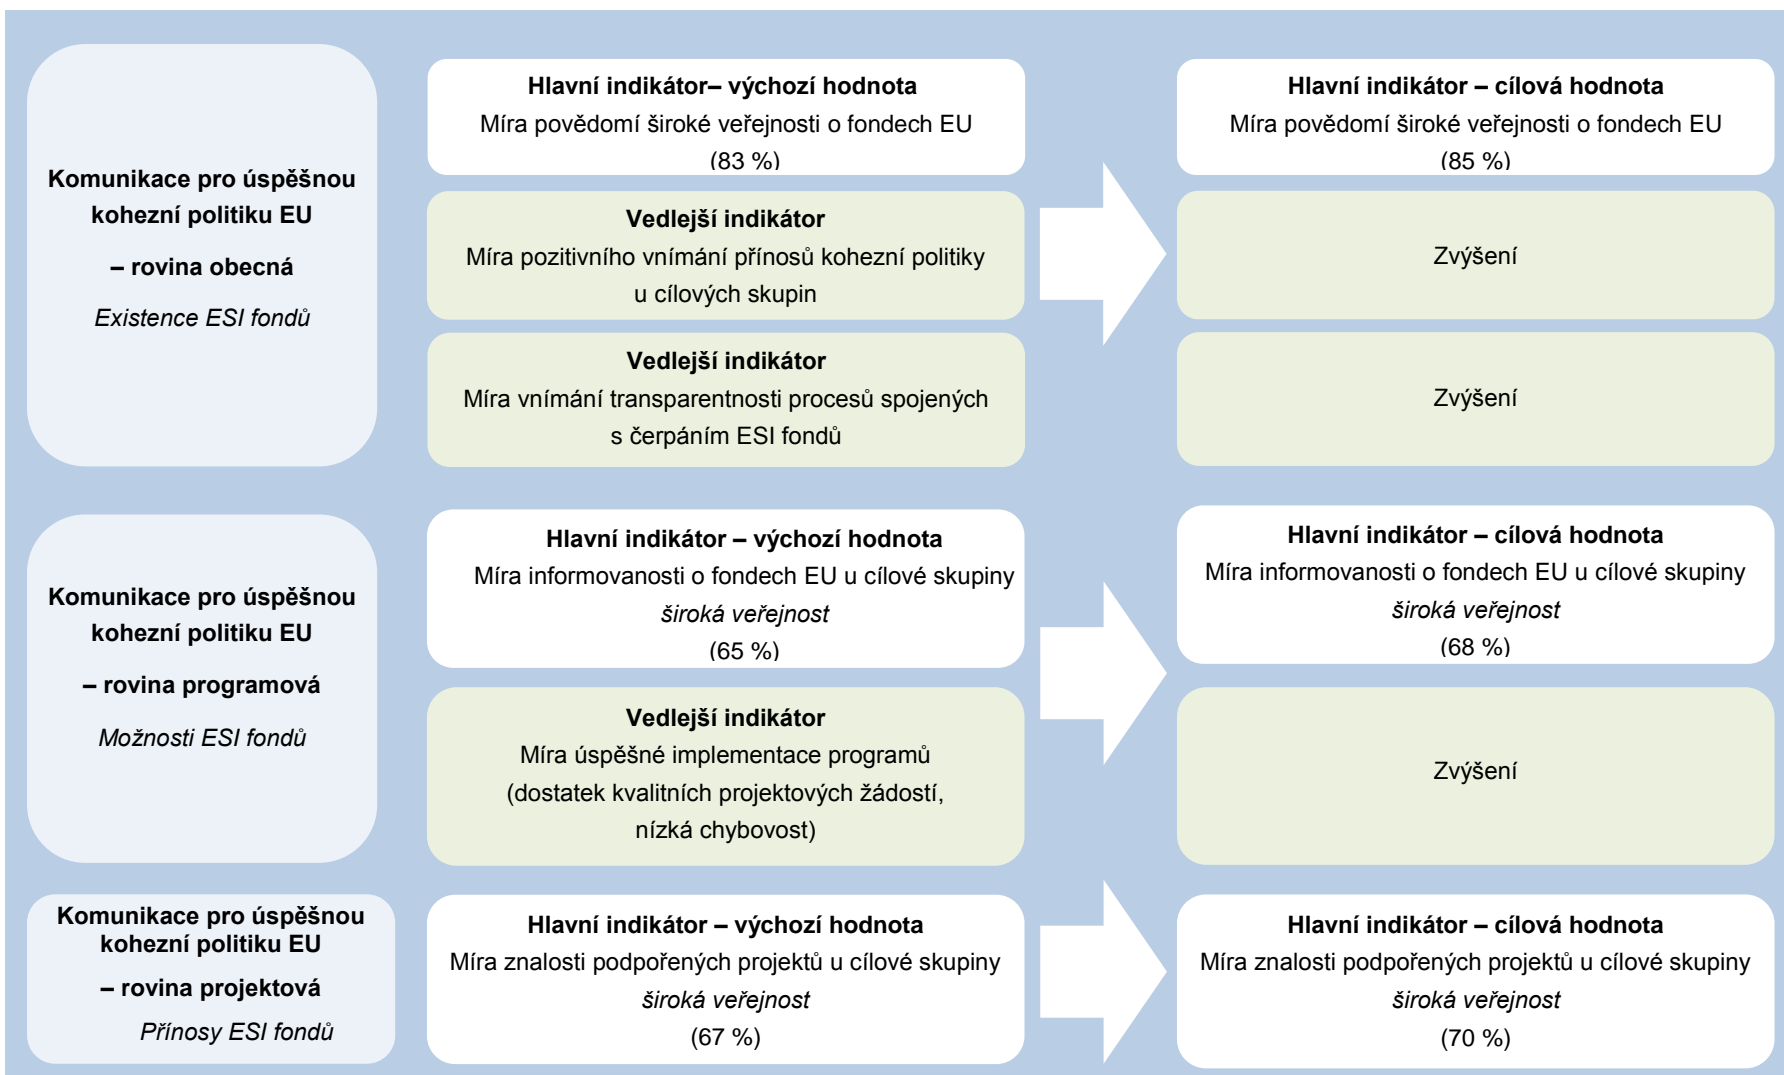 Komunikace pro úspěšnou
kohezní politiku EU
– rovina obecná
Existence ESI fondů
Hlavní indikátor– výchozí hodnota
Míra povědomí široké veřejnosti o fondech EU
(83 %)
Hlavní indikátor – cílová hodnota
Míra povědomí široké veřejnosti o fondech EU
(85 %)
Vedlejší indikátor
Míra pozitivního vnímání přínosů kohezní politiky
u cílových skupin
Zvýšení
Vedlejší indikátor
Míra vnímání transparentnosti procesů spojených
s čerpáním ESI fondů
Zvýšení
Komunikace pro úspěšnou
kohezní politiku EU
– rovina programová
Možnosti ESI fondů
Hlavní indikátor – výchozí hodnota
Míra informovanosti o fondech EU u cílové skupiny
široká veřejnost
(65 %)
Hlavní indikátor – cílová hodnota
Míra informovanosti o fondech EU u cílové skupiny
široká veřejnost
(68 %)
Vedlejší indikátor
Míra úspěšné implementace programů
(dostatek kvalitních projektových žádostí,
nízká chybovost)
Zvýšení
Komunikace pro úspěšnou
kohezní politiku EU
– rovina projektová
Přínosy ESI fondů
Hlavní indikátor – výchozí hodnota
Míra znalosti podpořených projektů u cílové skupiny
široká veřejnost
(67 %)
Hlavní indikátor – cílová hodnota
Míra znalosti podpořených projektů u cílové skupiny
široká veřejnost
(70 %)